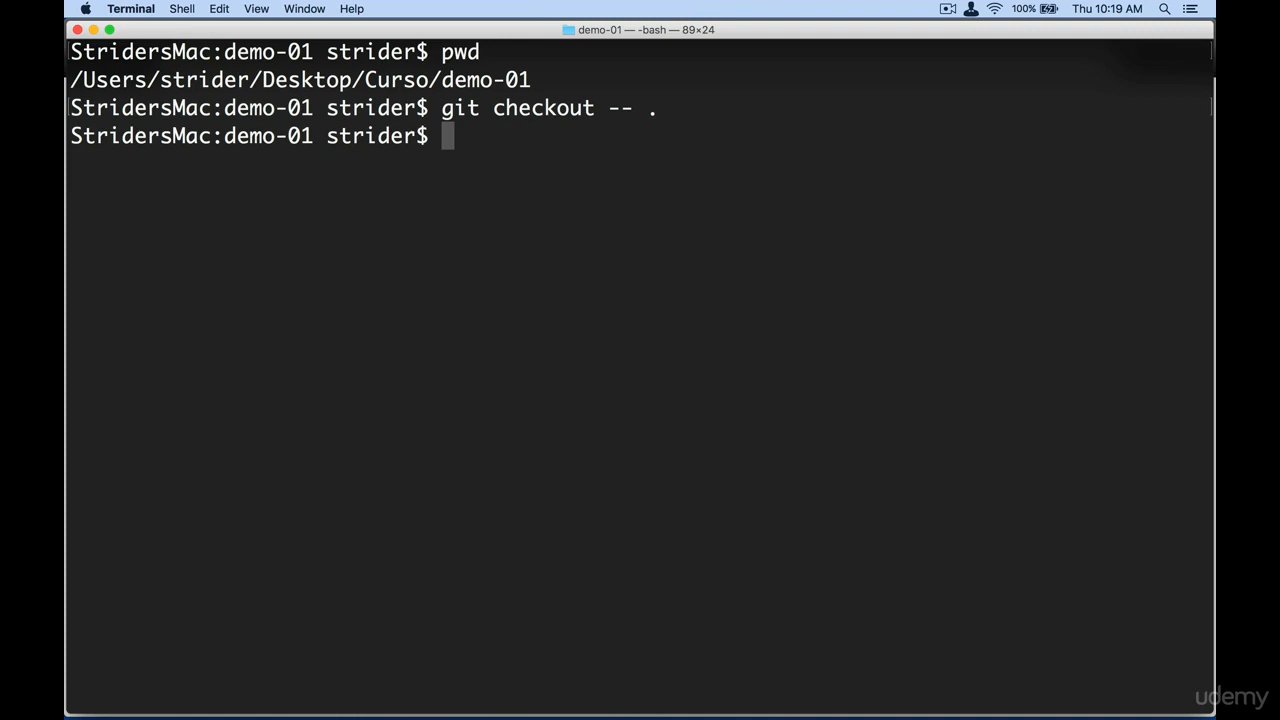 Terminal Shell Edit View Window Help 100% Thu 10:19 AM
demo-01 — -bash — 89×24
StridersMac:demo-01 strider$ pwd
/Users/strider/Desktop/Curso/demo-01
StridersMac:demo-01 strider$ git checkout -- .
StridersMac:demo-01 strider$
udemy